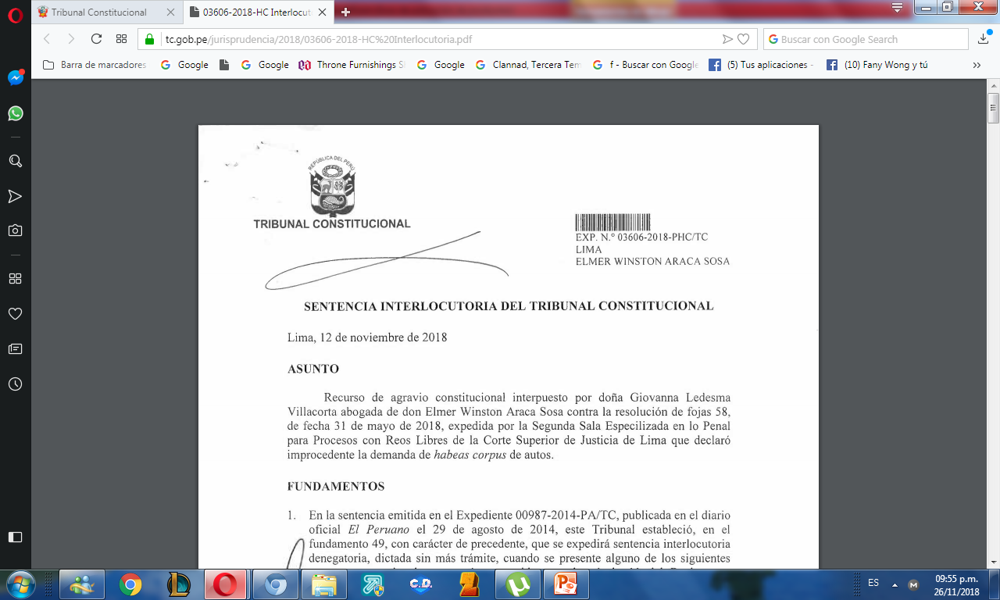 Tribunal Constitucional
03606-2018-HC Interlocut
tc.gob.pe/jurisprudencia/2018/03606-2018-HC%20Interlocutoria.pdf
Buscar con Google Search
Barra de marcadores
Google
Google
Throne Furnishings S
Google
Clannad, Tercera Tem
f - Buscar con Google
(5) Tus aplicaciones -
(10) Fany Wong y tú
REPÚBLICA DEL PERÚ
TRIBUNAL CONSTITUCIONAL
EXP. N.° 03606-2018-PHC/TC
LIMA
ELMER WINSTON ARACA SOSA
SENTENCIA INTERLOCUTORIA DEL TRIBUNAL CONSTITUCIONAL
Lima, 12 de noviembre de 2018
ASUNTO
Recurso de agravio constitucional interpuesto por doña Giovanna Ledesma
Villacorta abogada de don Elmer Winston Araca Sosa contra la resolución de fojas 58,
de fecha 31 de mayo de 2018, expedida por la Segunda Sala Especilizada en lo Penal
para Procesos con Reos Libres de la Corte Superior de Justicia de Lima que declaró
improcedente la demanda de habeas corpus de autos.
FUNDAMENTOS
1. En la sentencia emitida en el Expediente 00987-2014-PA/TC, publicada en el diario
oficial El Peruano el 29 de agosto de 2014, este Tribunal estableció, en el
fundamento 49, con carácter de precedente, que se expedirá sentencia interlocutoria
denegatoria, dictada sin más trámite, cuando se presente alguno de los siguientes
C.D.
ES
09:55 p.m.
26/11/2018